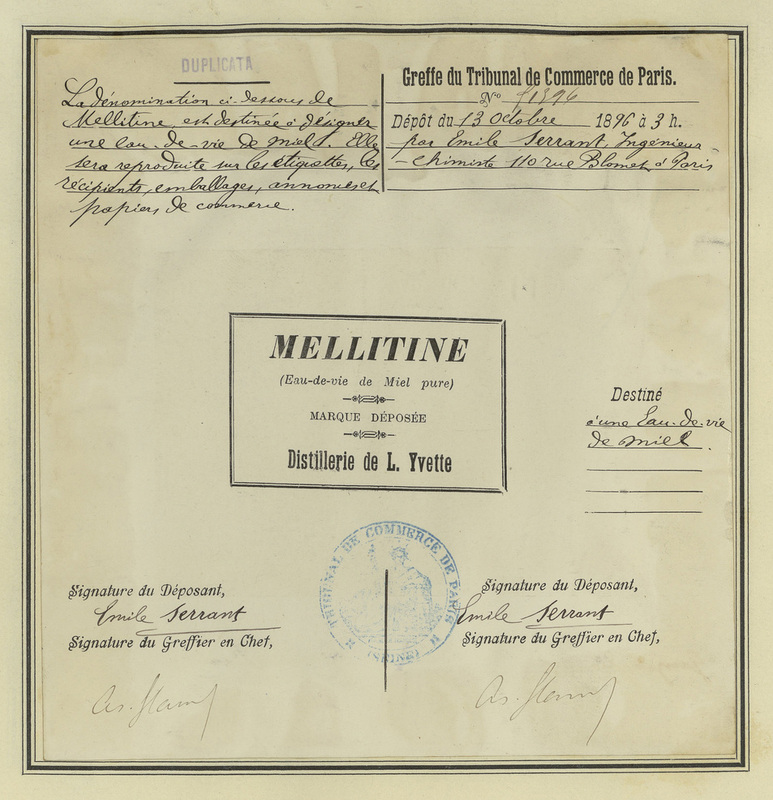 DUPLICATA
La dénomination ci-dessous de
Mellitine, est destinée à désigner
une eau-de-vie de miel. Elle
sera reproduite sur les étiquettes, les
récipients, emballages, annonces et
papiers de commerce.
Greffe du Tribunal de Commerce de Paris.
N°
Dépôt du 13 Octobre 1896 à 3 h.
par Emile Serrant, Ingénieur-
-chimiste 110 rue Blomet à Paris
MELLITINE
(Eau-de-vie de Miel pure)
MARQUE DÉPOSÉE
Distillerie de L. Yvette
Destiné
à une Eau-de-vie
de miel.
TRIBUNAL DE COMMERCE DE PARIS
(SEINE)
Signature du Déposant,
Emile Serrant
Signature du Greffier en Chef,
Signature du Déposant,
Emile Serrant
Signature du Greffier en Chef,